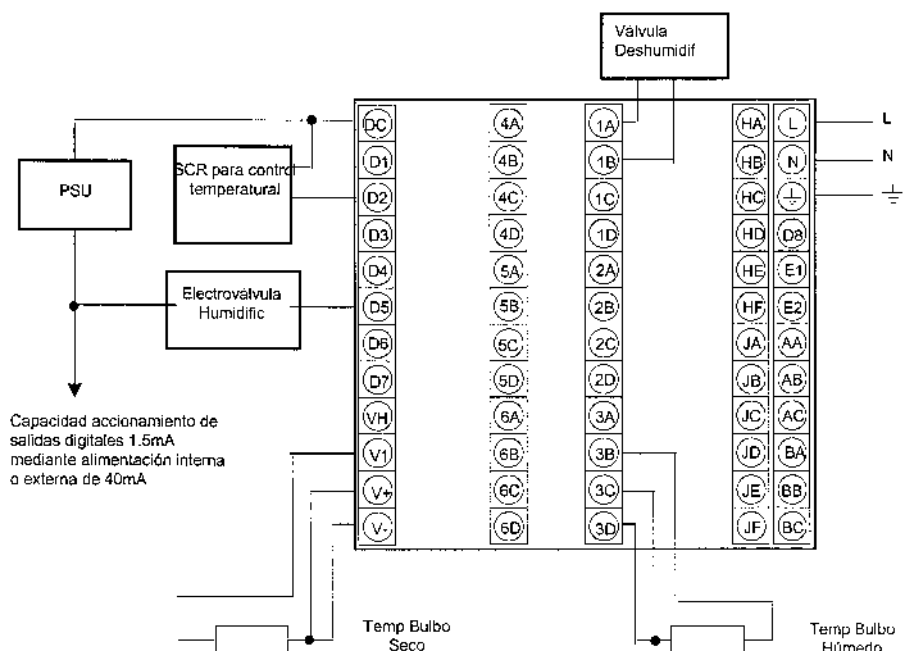 Válvula
Deshumidif
DC 4A 1A HA L L
D1 4B 1B HB N N
D2 4C 1C HC
D3 4D 1D HD D8
D4 5A 2A HE E1
D5 5B 2B HF E2
D6 5C 2C JA AA
D7 5D 2D JB AB
VH 6A 3A JC AC
V1 6B 3B JD BA
V+ 6C 3C JE BB
V- 6D 3D JF BC
PSU
SCR para control
temperatural
Electroválvula
Humidific
Capacidad accionamiento de
salidas digitales 1.5mA
mediante alimentación interna
o externa de 40mA
Temp Bulbo
Seco
Temp Bulbo
Húmedo